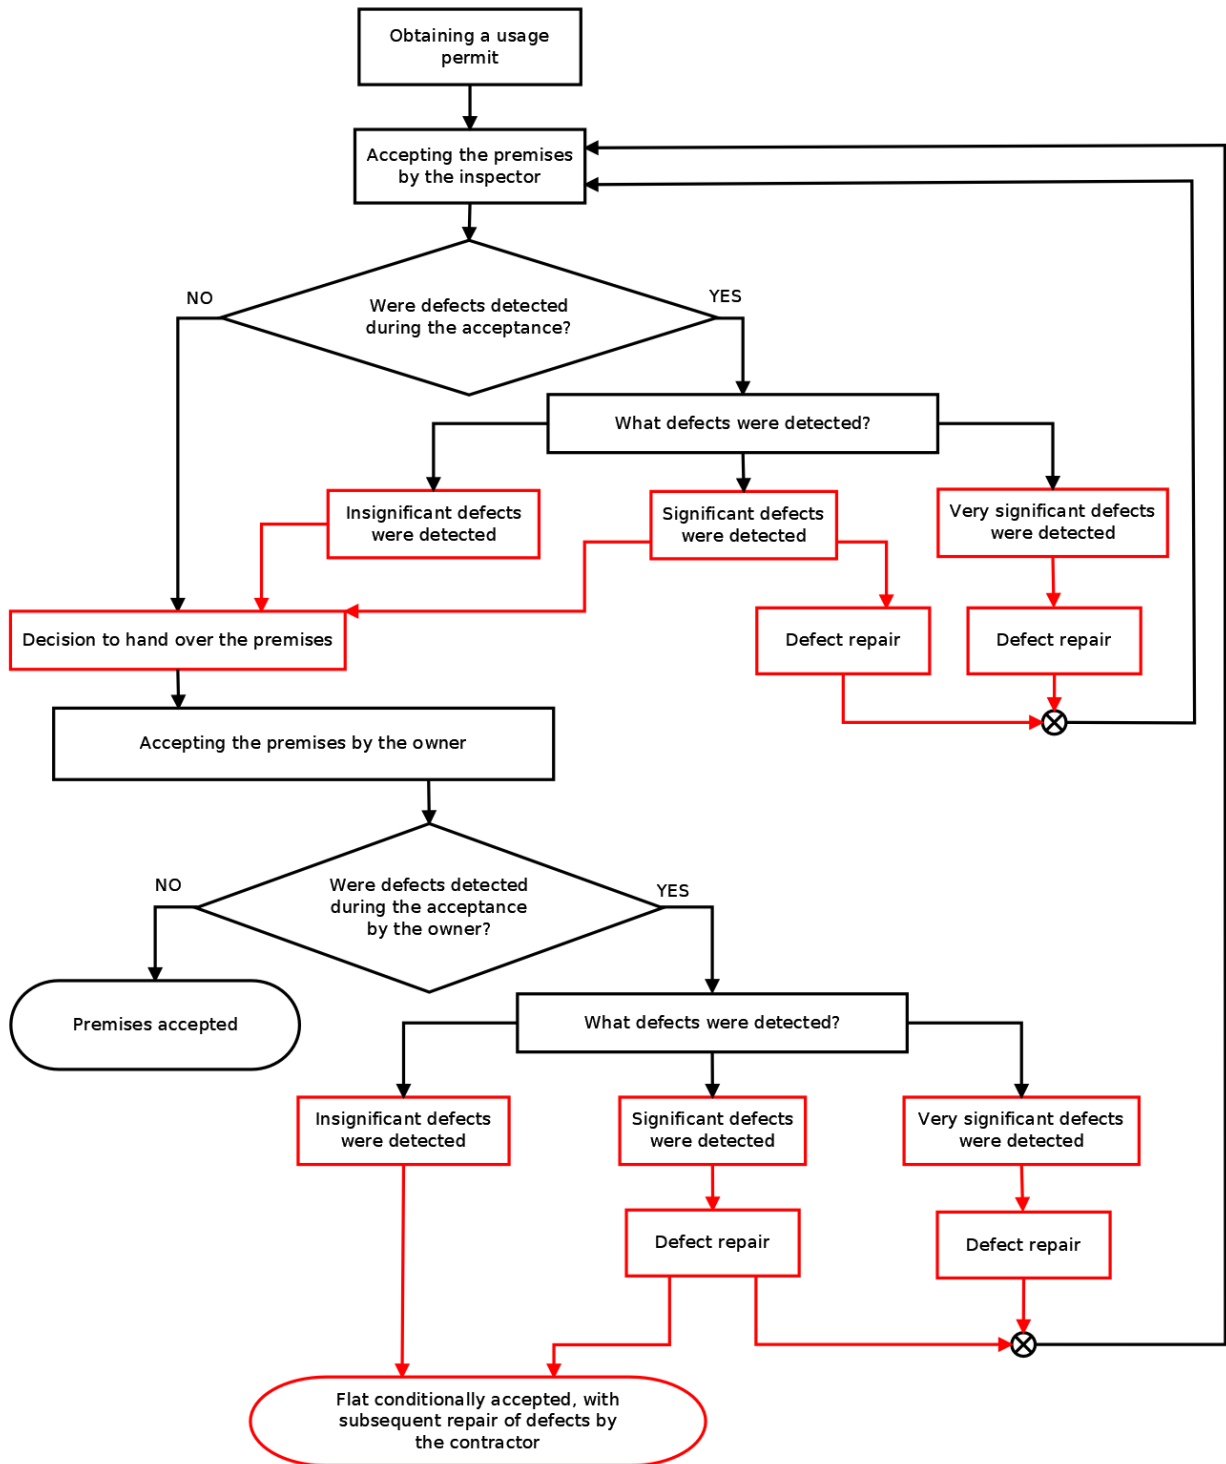 Obtaining a usage
permit
Accepting the premises
by the inspector
NO
YES
Were defects detected
during the acceptance?
What defects were detected?
Insignificant defects
were detected
Significant defects
were detected
Very significant defects
were detected
Decision to hand over the premises
Defect repair
Defect repair
Accepting the premises by the owner
NO
YES
Were defects detected
during the acceptance
by the owner?
Premises accepted
What defects were detected?
Insignificant defects
were detected
Significant defects
were detected
Very significant defects
were detected
Defect repair
Defect repair
Flat conditionally accepted, with
subsequent repair of defects by
the contractor